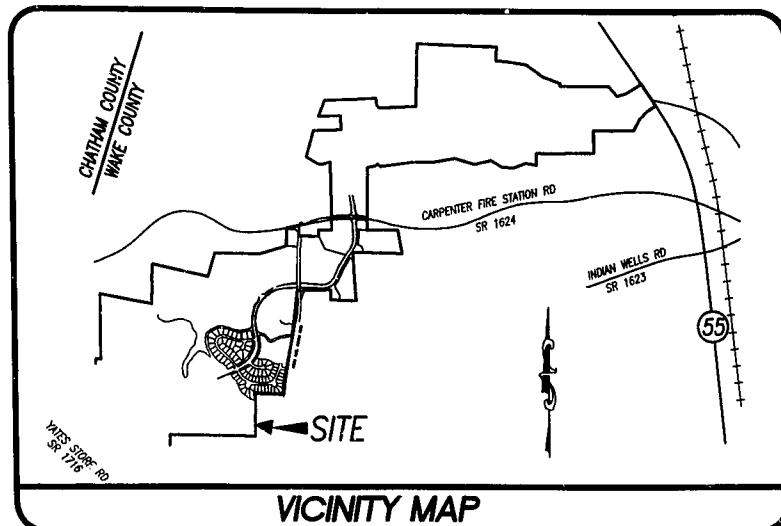 CHATHAM COUNTY
WAKE COUNTY
CARPENTER FIRE STATION RD
SR 1624
INDIAN WELLS RD
SR 1623
55
SITE
YATES STORE RD
SR 1716
VICINITY MAP